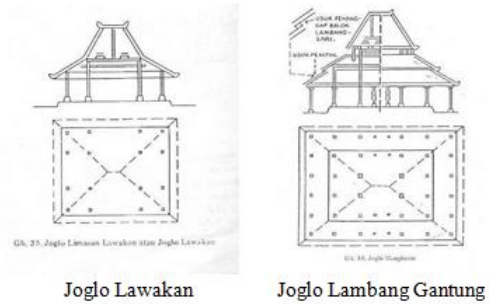 USUK PENANG-
GAP BALOK
LAMBANG-
SARI.
USUK PENITIH.
Gb. 35. Joglo Limasan Lawakan atau Joglo Lawakan
Gb. 36. Joglo
Joglo Lawakan
Joglo Lambang Gantung